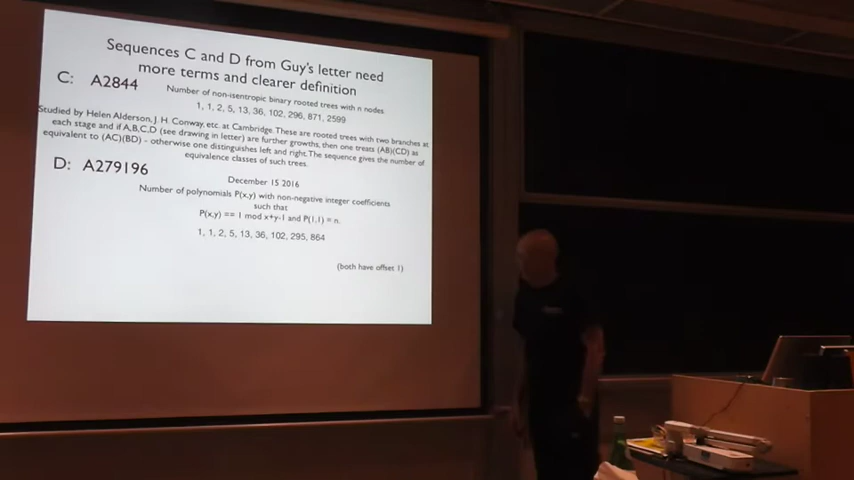 Sequences C and D from Guy's letter need
more terms and clearer definition
C: A2844
Number of non-isentropic binary rooted trees with n nodes
1, 1, 2, 5, 13, 36, 102, 296, 871, 2599
Studied by Helen Alderson, J. H. Conway, etc. at Cambridge. These are rooted trees with two branches at
each stage and if A,B,C,D (see drawing in letter) are further growths, then one treats (AB)(CD) as
equivalent to (AC)(BD) - otherwise one distinguishes left and right. The sequence gives the number of
equivalence classes of such trees.
D: A279196
December 15 2016
Number of polynomials P(x,y) with non-negative integer coefficients
such that
P(x,y) == 1 mod x+y-1 and P(1,1) = n.
1, 1, 2, 5, 13, 36, 102, 295, 864
(both have offset 1)